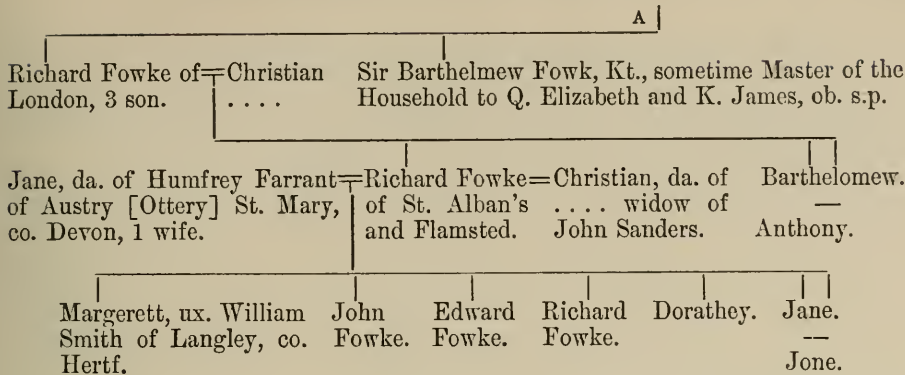 A
Richard Fowke of=Christian
London, 3 son. . . . .
Sir Barthelmew Fowk, Kt., sometime Master of the
Household to Q. Elizabeth and K. James, ob. s.p.
Jane, da. of Humfrey Farrant=Richard Fowke=Christian, da. of
of Austry [Ottery] St. Mary, of St. Alban's . . . . widow of
co. Devon, 1 wife. and Flamsted. John Sanders.
Barthelomew.
—
Anthony.
Margerett, ux. William
Smith of Langley, co.
Hertf.
John
Fowke.
Edward
Fowke.
Richard
Fowke.
Dorathey.
Jane.
—
Jone.